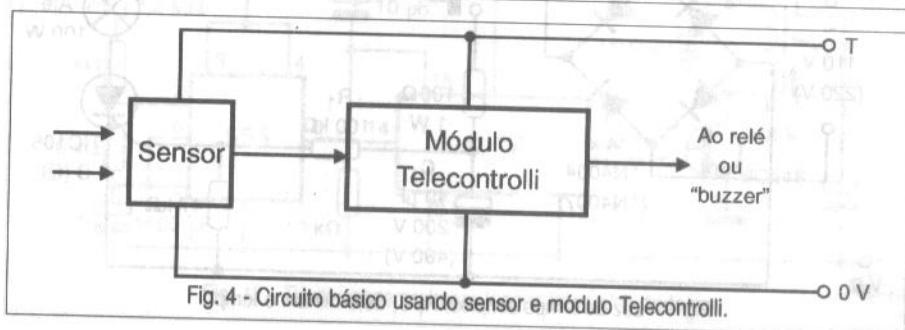 T
Sensor
Módulo
Telecontrolli
Ao relé
ou
“buzzer”
0 V
Fig. 4 - Circuito básico usando sensor e módulo Telecontrolli.